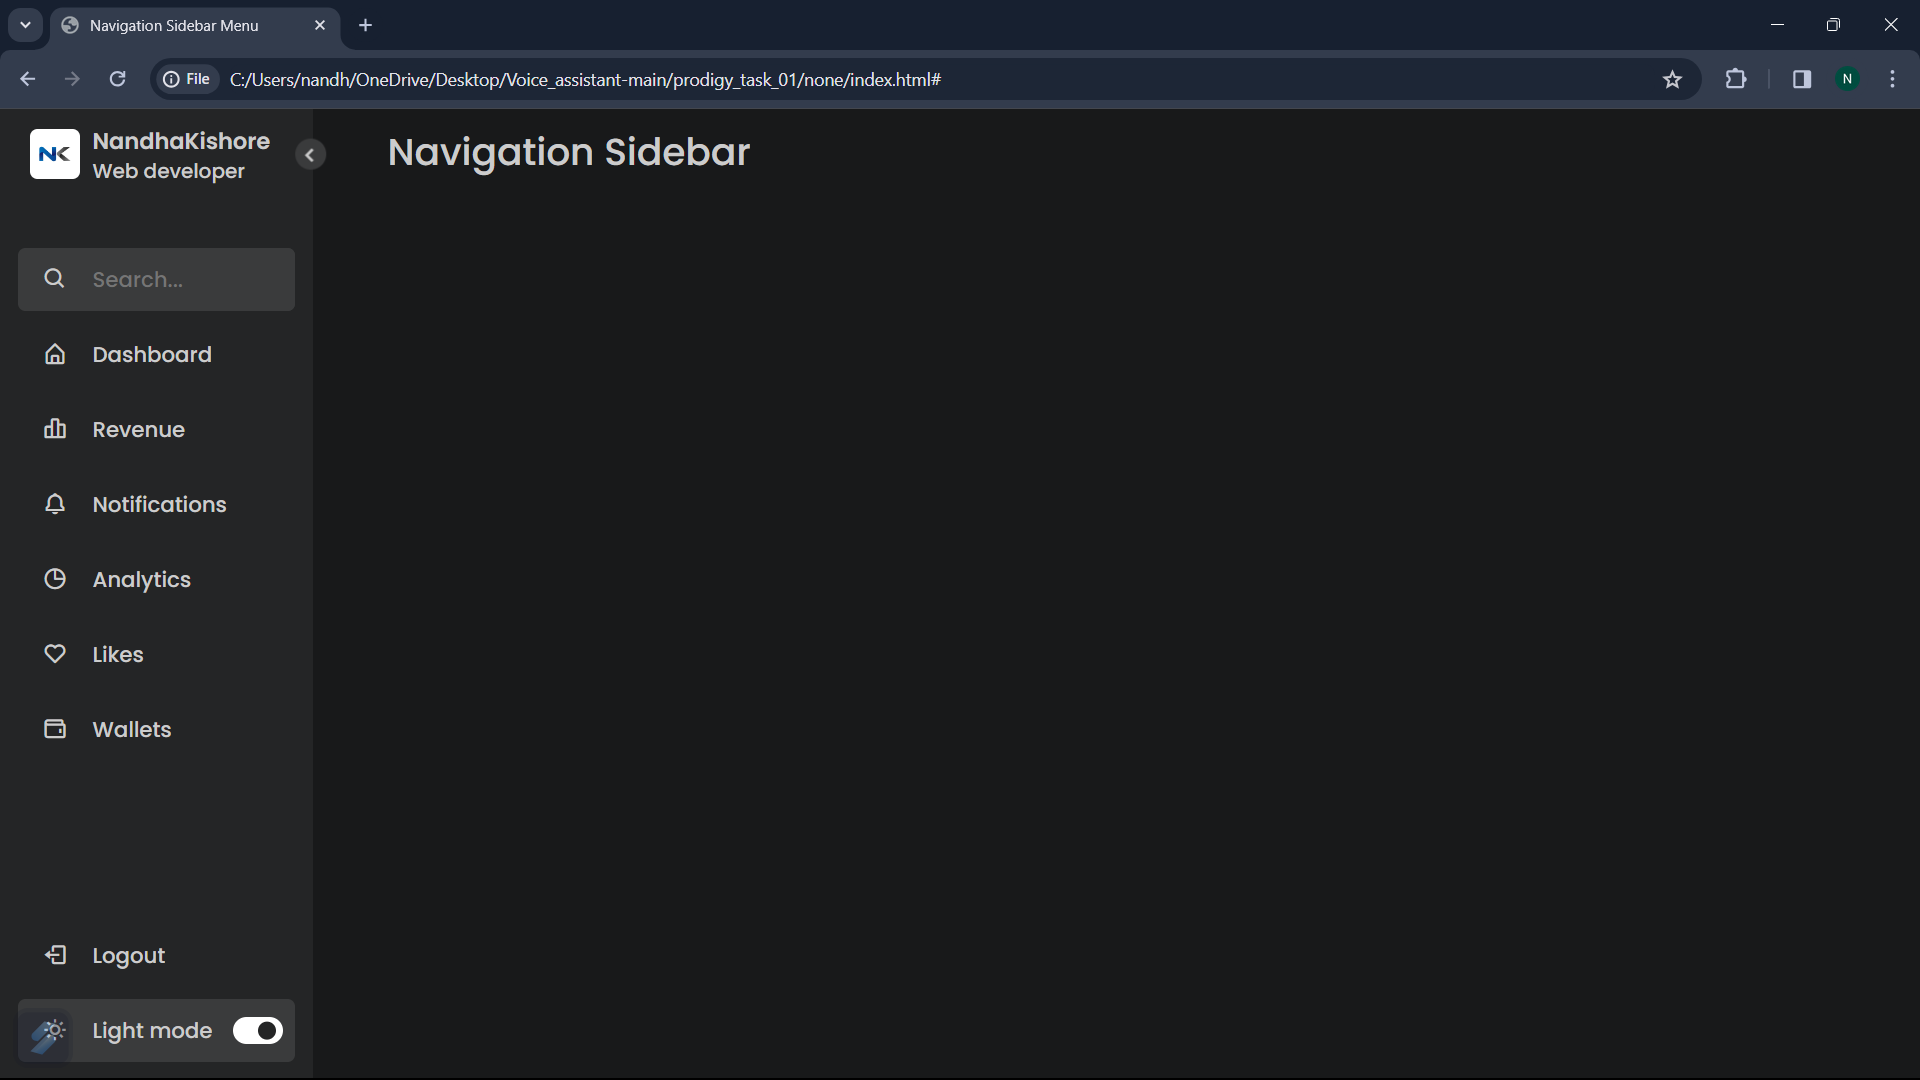 Navigation Sidebar Menu
File
C:/Users/nandh/OneDrive/Desktop/Voice_assistant-main/prodigy_task_01/none/index.html#
N
NK
NandhaKishore
Web developer
Navigation Sidebar
Search...
Dashboard
Revenue
Notifications
Analytics
Likes
Wallets
Logout
Light mode